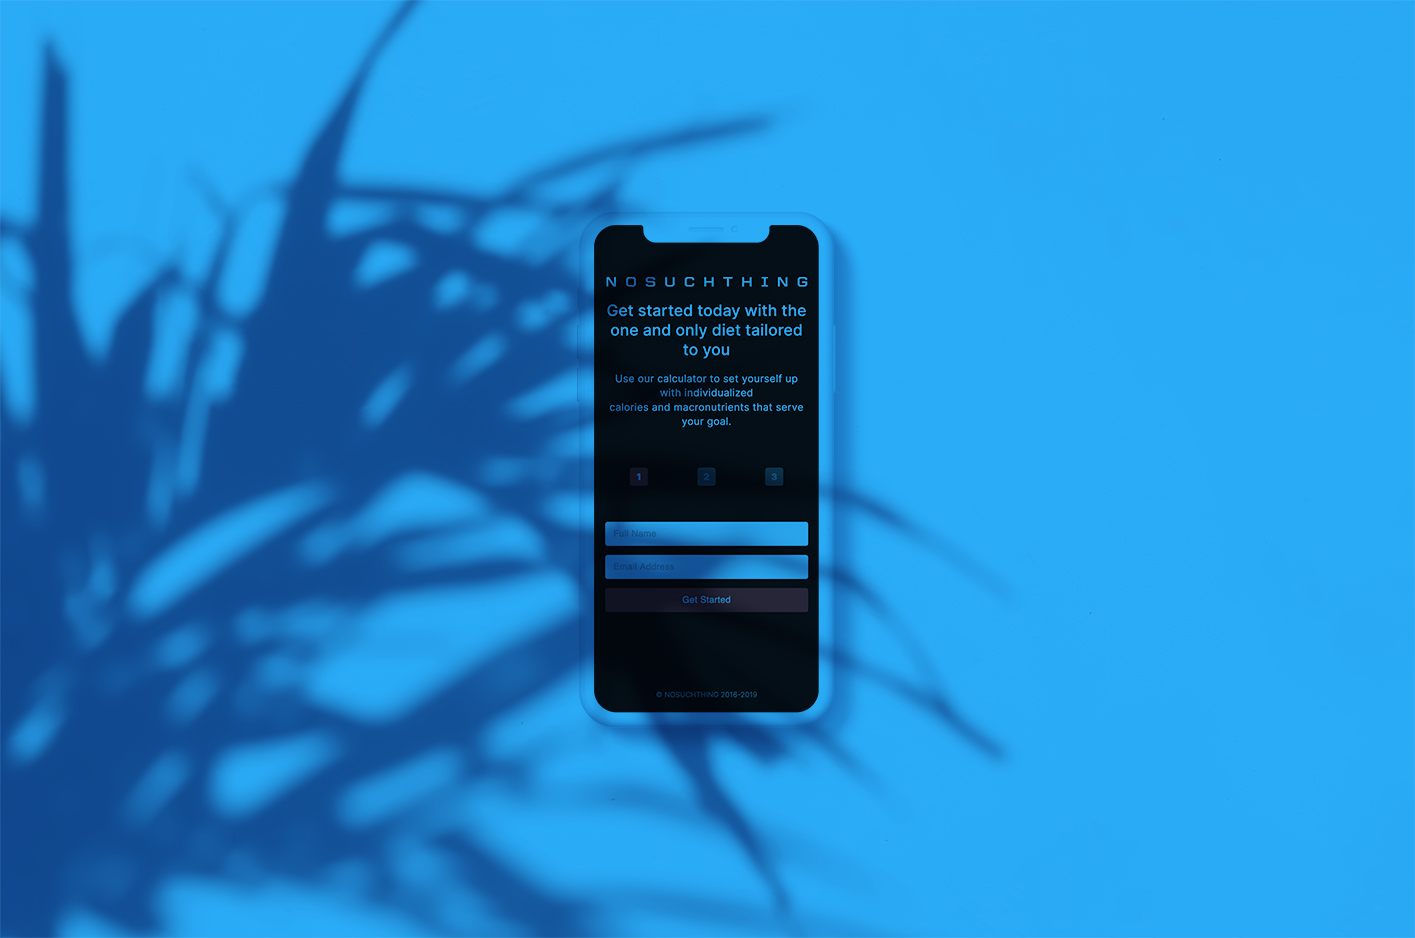 NOSUCHTHING
Get started today with the
one and only diet tailored
to you
Use our calculator to set yourself up
with individualized
calories and macronutrients that serve
your goal.
1
2
3
Full Name
Email Address
Get Started
© NOSUCHTHING 2016-2019